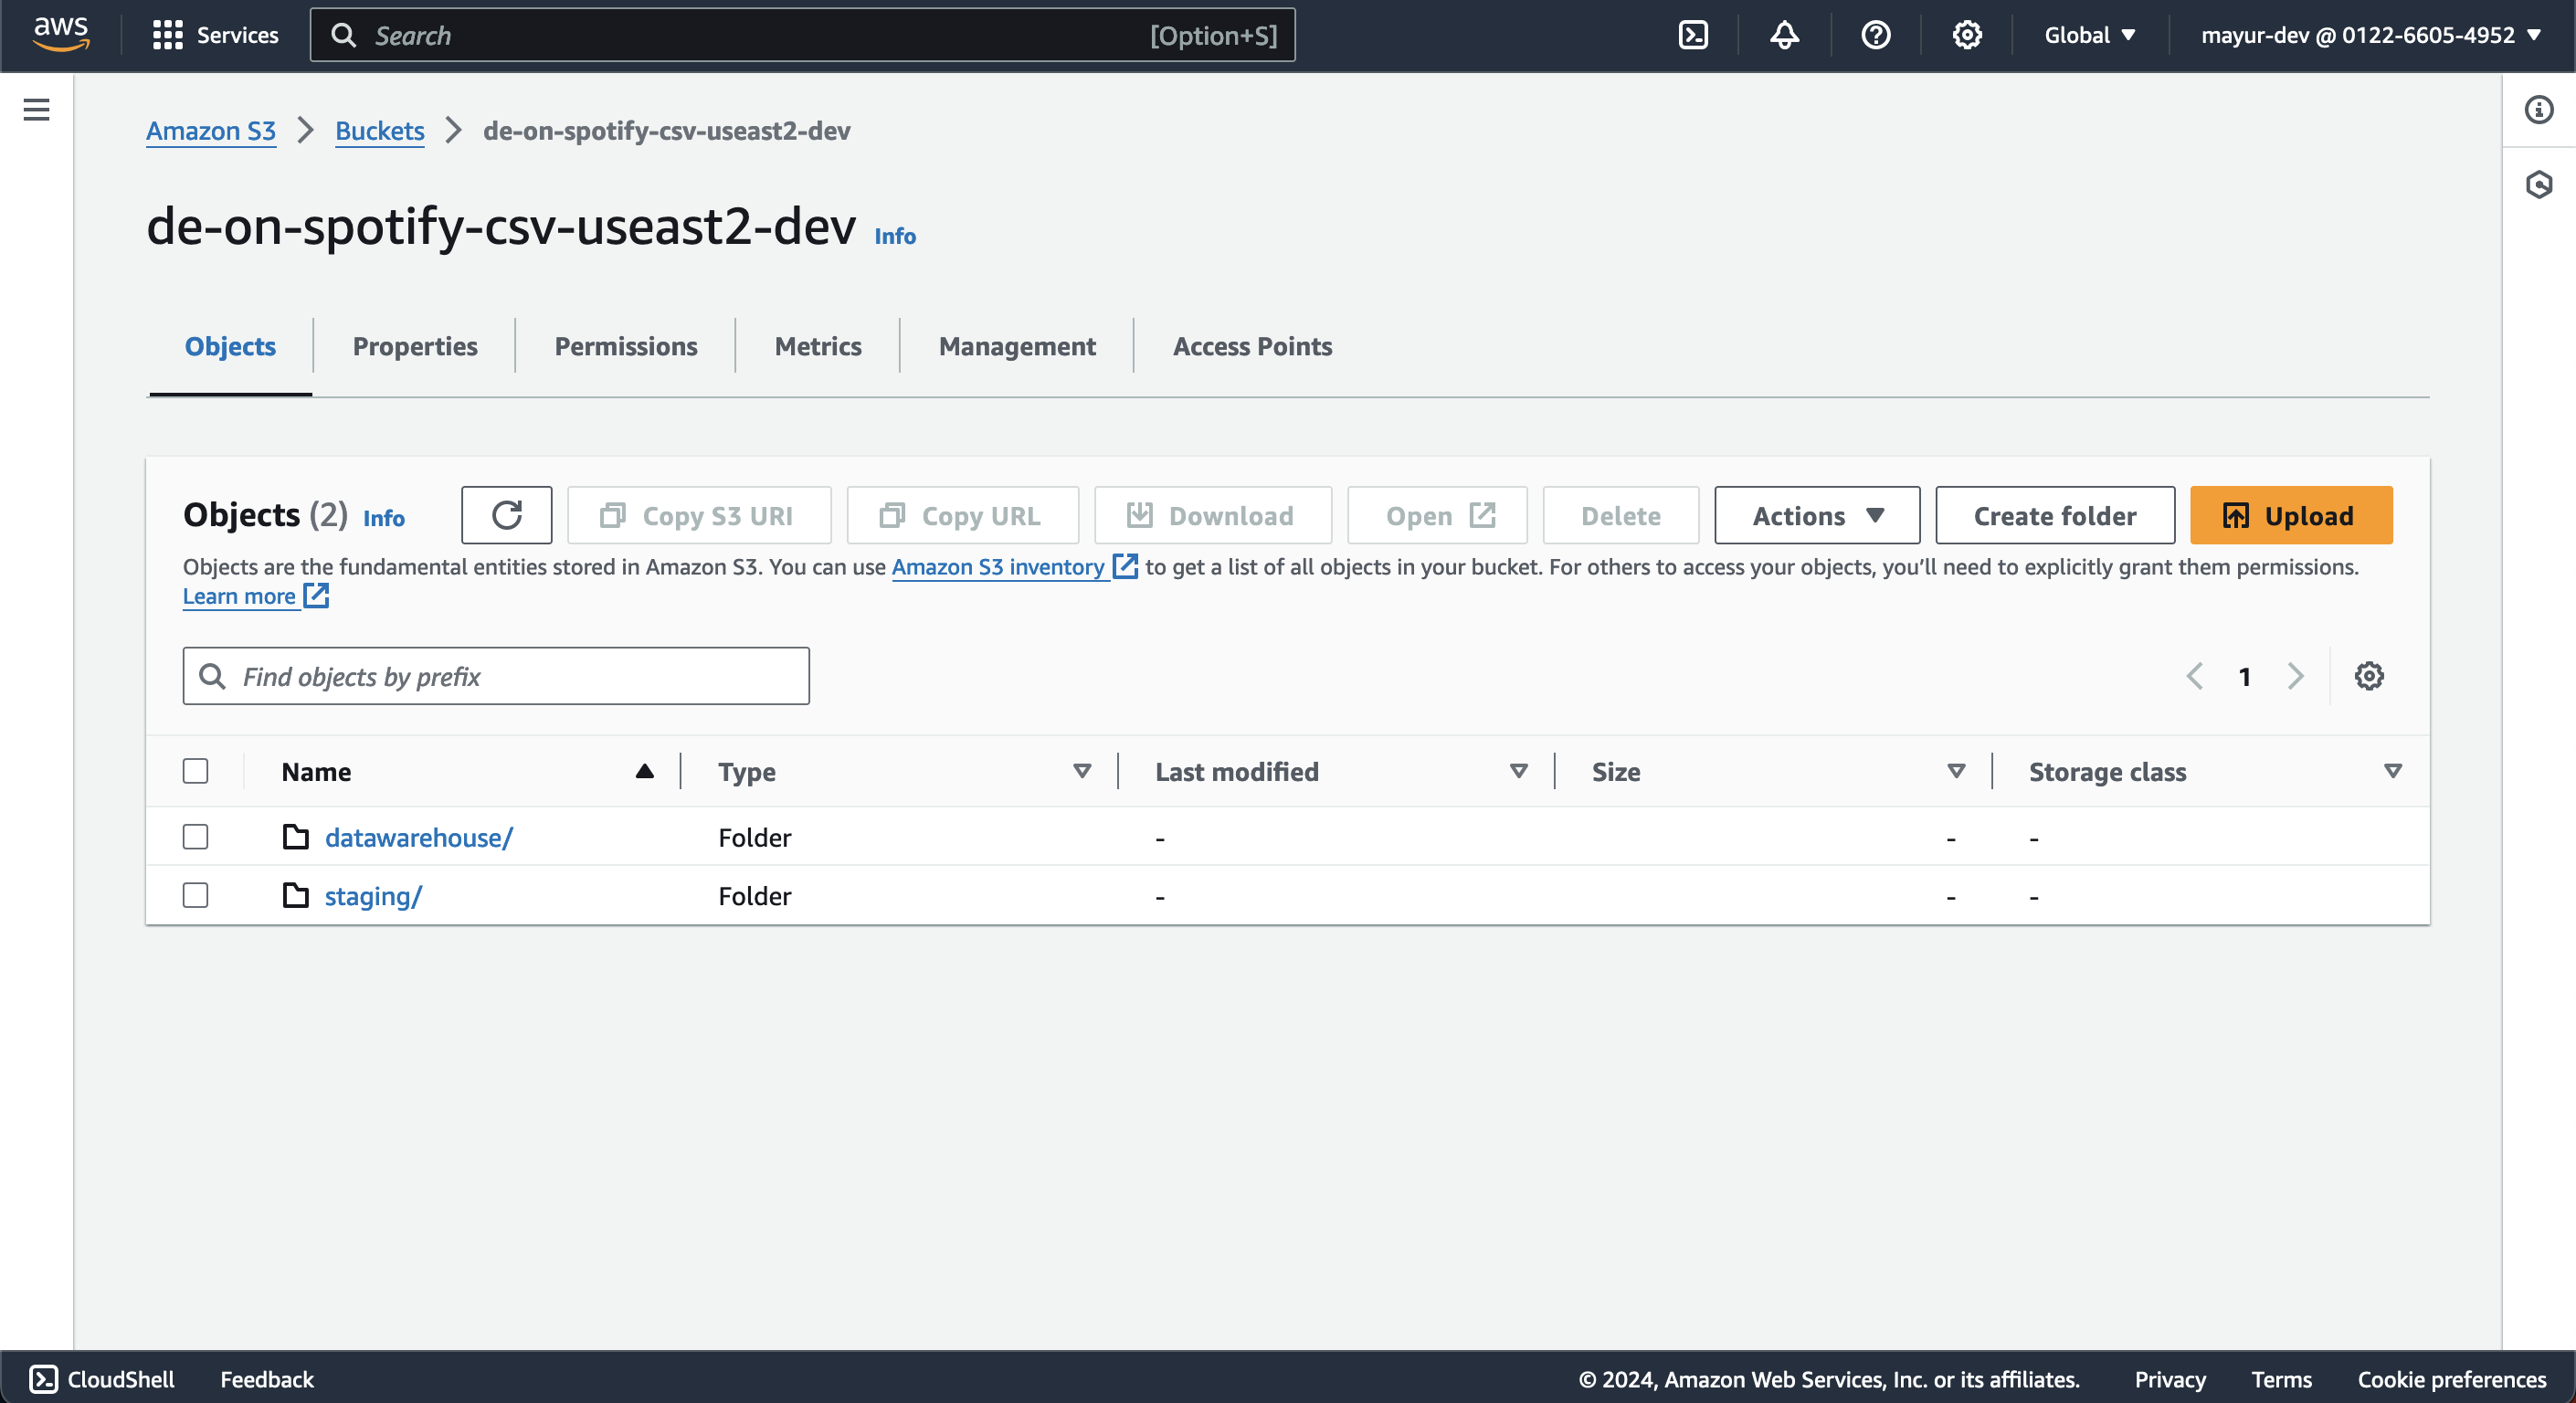 aws Services Search [Option+S] Global mayur-dev @ 0122-6605-4952
Amazon S3 Buckets de-on-spotify-csv-useast2-dev
de-on-spotify-csv-useast2-dev Info
Objects Properties Permissions Metrics Management Access Points
Objects (2) Info Copy S3 URI Copy URL Download Open Delete Actions Create folder Upload
Objects are the fundamental entities stored in Amazon S3. You can use Amazon S3 inventory to get a list of all objects in your bucket. For others to access your objects, you’ll need to explicitly grant them permissions.
Learn more
Find objects by prefix 1
Name Type Last modified Size Storage class
datawarehouse/ Folder - - -
staging/ Folder - - -
CloudShell Feedback © 2024, Amazon Web Services, Inc. or its affiliates. Privacy Terms Cookie preferences